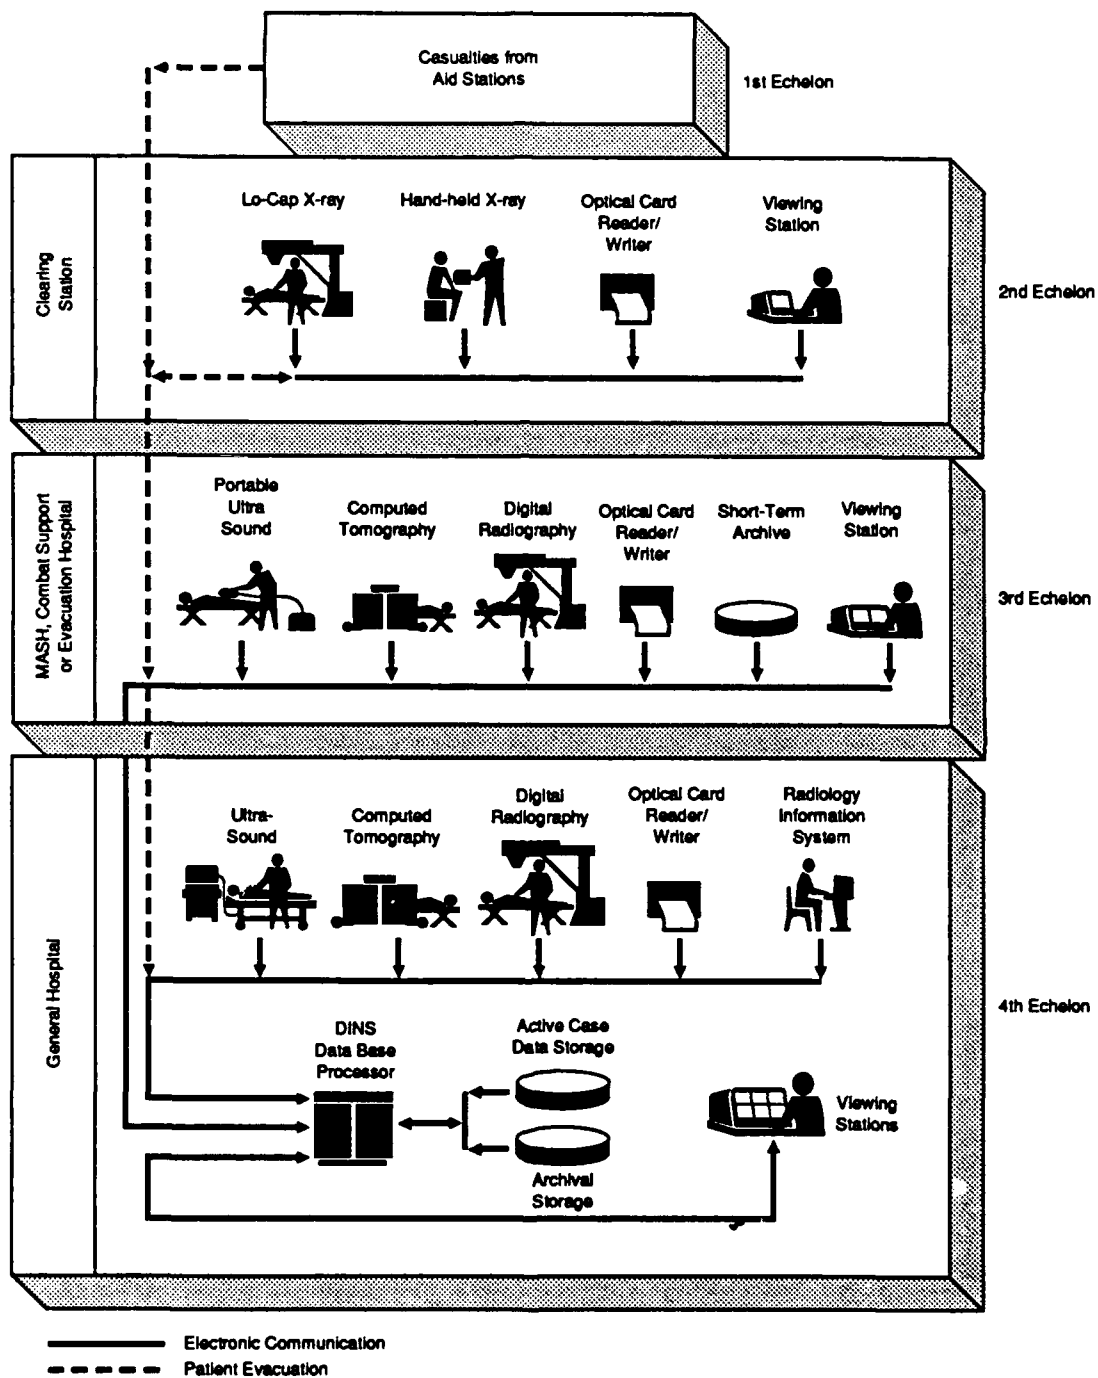 Casualties from
Aid Stations
1st Echelon
Clearing
Station
Lo-Cap X-ray
Hand-held X-ray
Optical Card
Reader/
Writer
Viewing
Station
2nd Echelon
MASH, Combat Support
or Evacuation Hospital
Portable
Ultra
Sound
Computed
Tomography
Digital
Radiography
Optical Card
Reader/
Writer
Short-Term
Archive
Viewing
Station
3rd Echelon
General Hospital
Ultra-
Sound
Computed
Tomography
Digital
Radiography
Optical Card
Reader/
Writer
Radiology
Information
System
4th Echelon
DINS
Data Base
Processor
Active Case
Data Storage
Archival
Storage
Viewing
Stations
Electronic Communication
Patient Evacuation